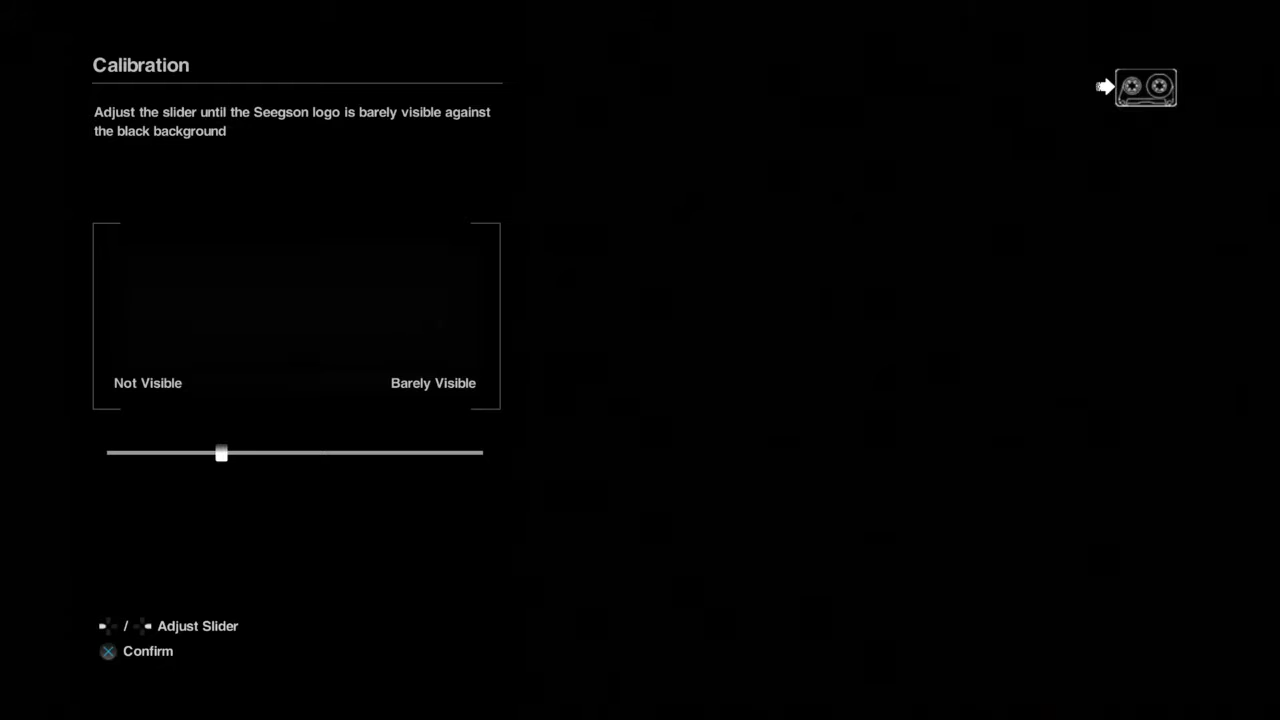 Calibration
Adjust the slider until the Seegson logo is barely visible against
the black background
Not Visible
Barely Visible
/ Adjust Slider
Confirm